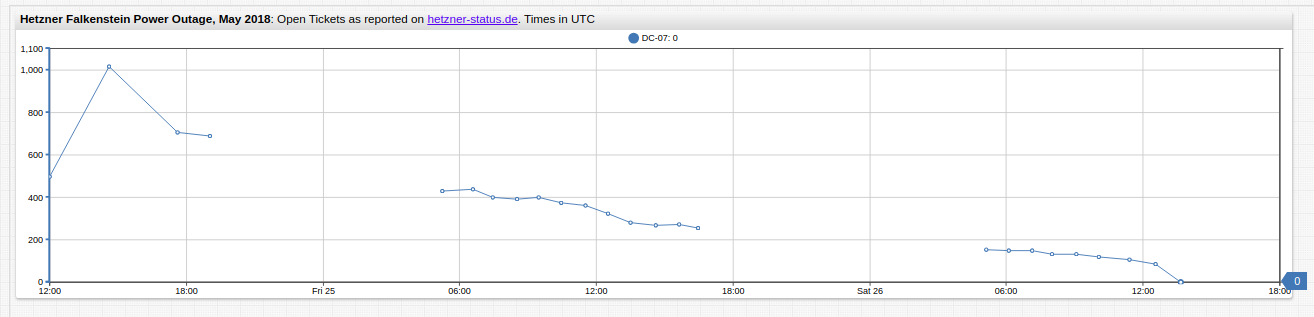 Hetzner Falkenstein Power Outage, May 2018: Open Tickets as reported on hetzner-status.de. Times in UTC
DC-07: 0
1,100
1,000
800
600
400
200
0
12:00 18:00 Fri 25 06:00 12:00 18:00 Sat 26 06:00 12:00 18:00
0